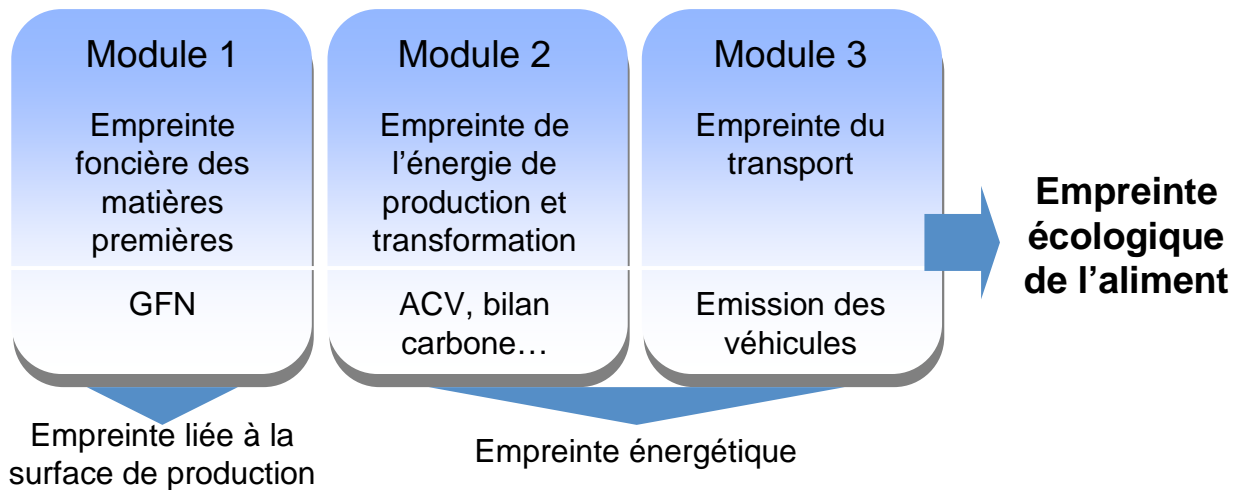 Module 1
Empreinte
foncière des
matières
premières
GFN
Module 2
Empreinte de
l’énergie de
production et
transformation
ACV, bilan
carbone…
Module 3
Empreinte du
transport
Emission des
véhicules
Empreinte
écologique
de l’aliment
Empreinte liée à la
surface de production
Empreinte énergétique